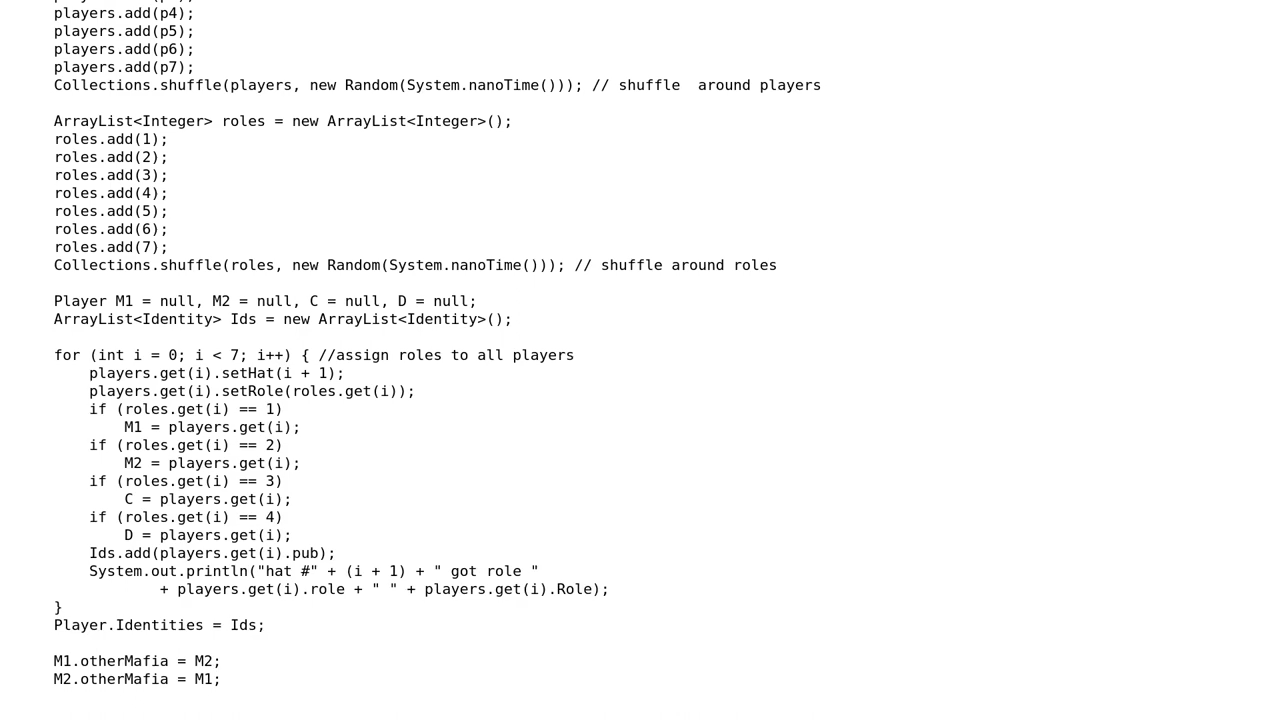 players.add(p4);
players.add(p5);
players.add(p6);
players.add(p7);
Collections.shuffle(players, new Random(System.nanoTime())); // shuffle  around players
ArrayList<Integer> roles = new ArrayList<Integer>();
roles.add(1);
roles.add(2);
roles.add(3);
roles.add(4);
roles.add(5);
roles.add(6);
roles.add(7);
Collections.shuffle(roles, new Random(System.nanoTime())); // shuffle around roles
Player M1 = null, M2 = null, C = null, D = null;
ArrayList<Identity> Ids = new ArrayList<Identity>();
for (int i = 0; i < 7; i++) { //assign roles to all players
    players.get(i).setHat(i + 1);
    players.get(i).setRole(roles.get(i));
    if (roles.get(i) == 1)
        M1 = players.get(i);
    if (roles.get(i) == 2)
        M2 = players.get(i);
    if (roles.get(i) == 3)
        C = players.get(i);
    if (roles.get(i) == 4)
        D = players.get(i);
    Ids.add(players.get(i).pub);
    System.out.println("hat #" + (i + 1) + " got role "
            + players.get(i).role + " " + players.get(i).Role);
}
Player.Identities = Ids;
M1.otherMafia = M2;
M2.otherMafia = M1;